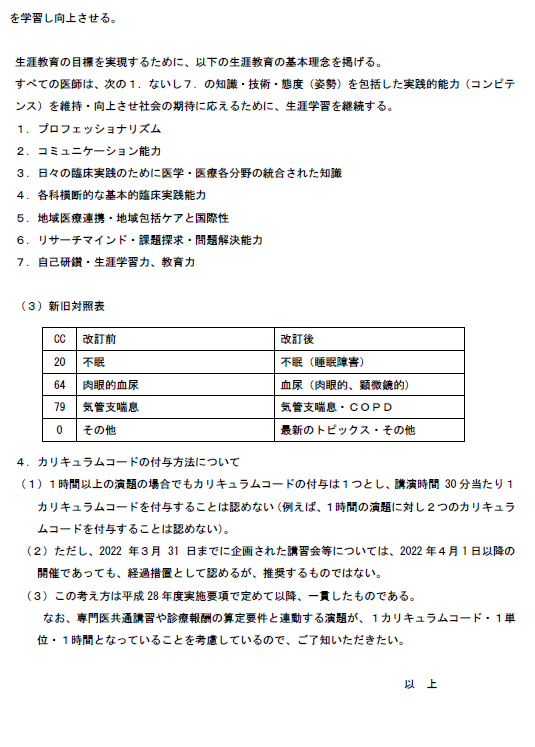 を学習し向上させる。
生涯教育の目標を実現するために、以下の生涯教育の基本理念を掲げる。
すべての医師は、次の１．ないし７．の知識・技術・態度（姿勢）を包括した実践的能力（コンピテ
ンス）を維持・向上させ社会の期待に応えるために、生涯学習を継続する。
１．プロフェッショナリズム
２．コミュニケーション能力
３．日々の臨床実践のために医学・医療各分野の統合された知識
４．各科横断的な基本的臨床実践能力
５．地域医療連携・地域包括ケアと国際性
６．リサーチマインド・課題探求・問題解決能力
７．自己研鑽・生涯学習力、教育力
（３）新旧対照表
CC 改訂前 改訂後
20 不眠 不眠（睡眠障害）
64 肉眼的血尿 血尿（肉眼的、顕微鏡的）
79 気管支喘息 気管支喘息・ＣＯＰＤ
0 その他 最新のトピックス・その他
４．カリキュラムコードの付与方法について
（１）１時間以上の演題の場合でもカリキュラムコードの付与は１つとし、講演時間 30 分当たり１
カリキュラムコードを付与することは認めない（例えば、１時間の演題に対し２つのカリキュラ
ムコードを付与することは認めない）。
（２）ただし、2022 年３月 31 日までに企画された講習会等については、2022 年４月１日以降の
開催であっても、経過措置として認めるが、推奨するものではない。
（３）この考え方は平成 28 年度実施要項で定めて以降、一貫したものである。
なお、専門医共通講習や診療報酬の算定要件と連動する演題が、１カリキュラムコード・１単
位・１時間となっていることを考慮しているので、ご了知いただきたい。
以　上